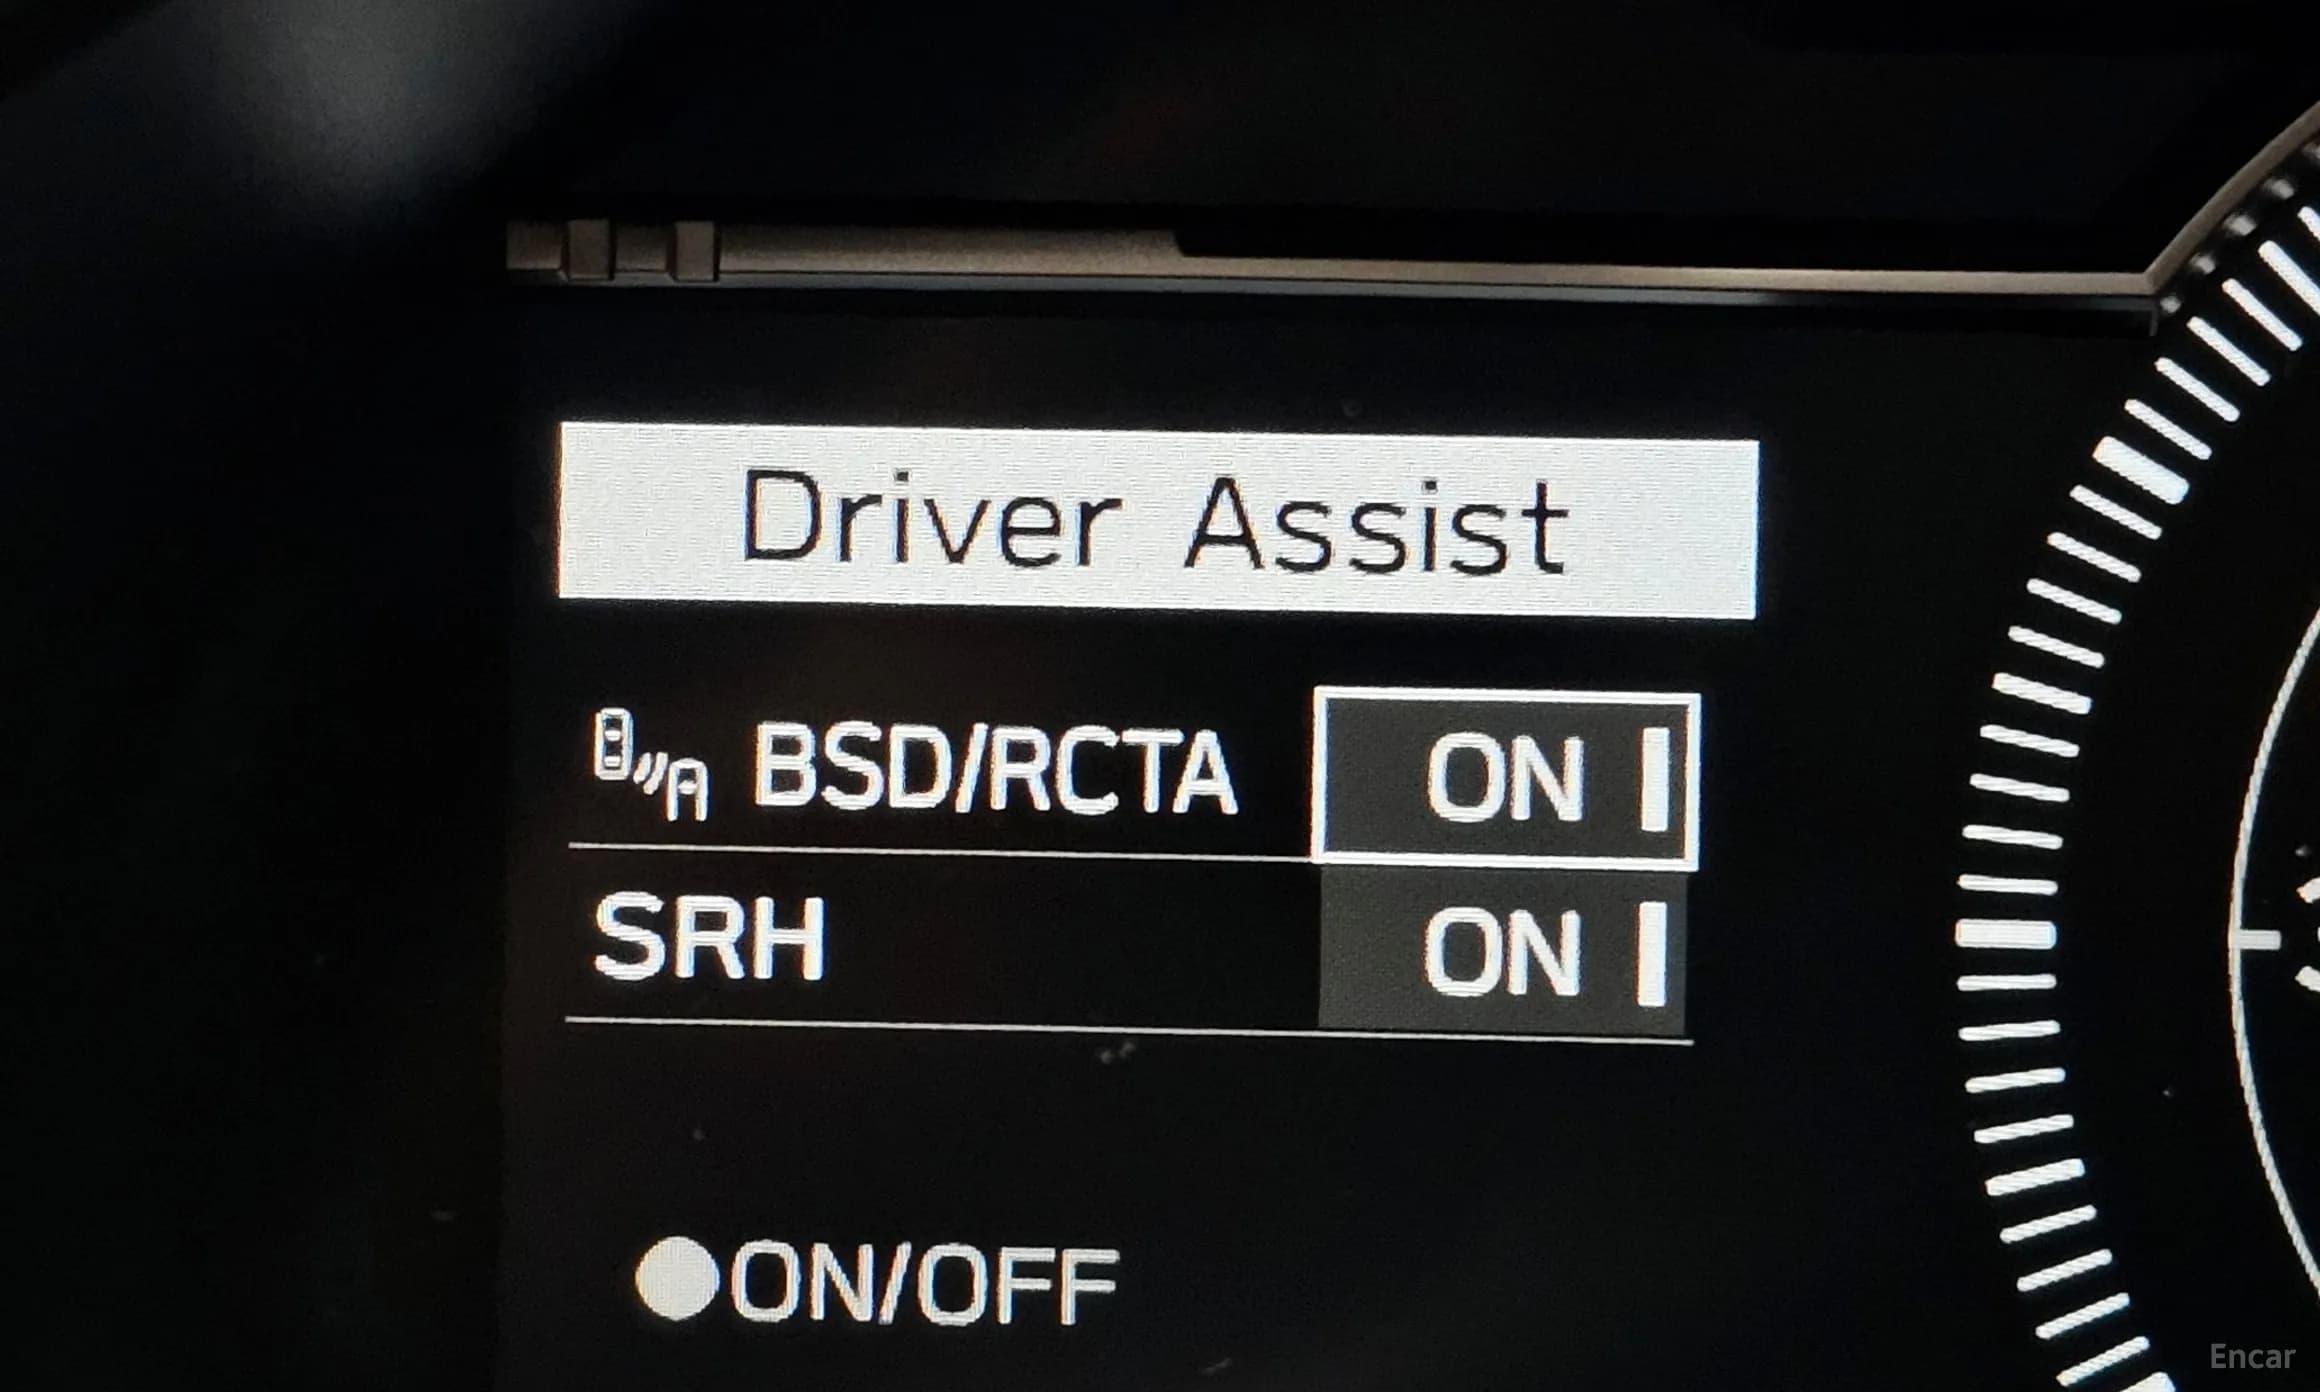 Driver Assist
BSD/RCTA ON
SRH ON
ON/OFF
Encar